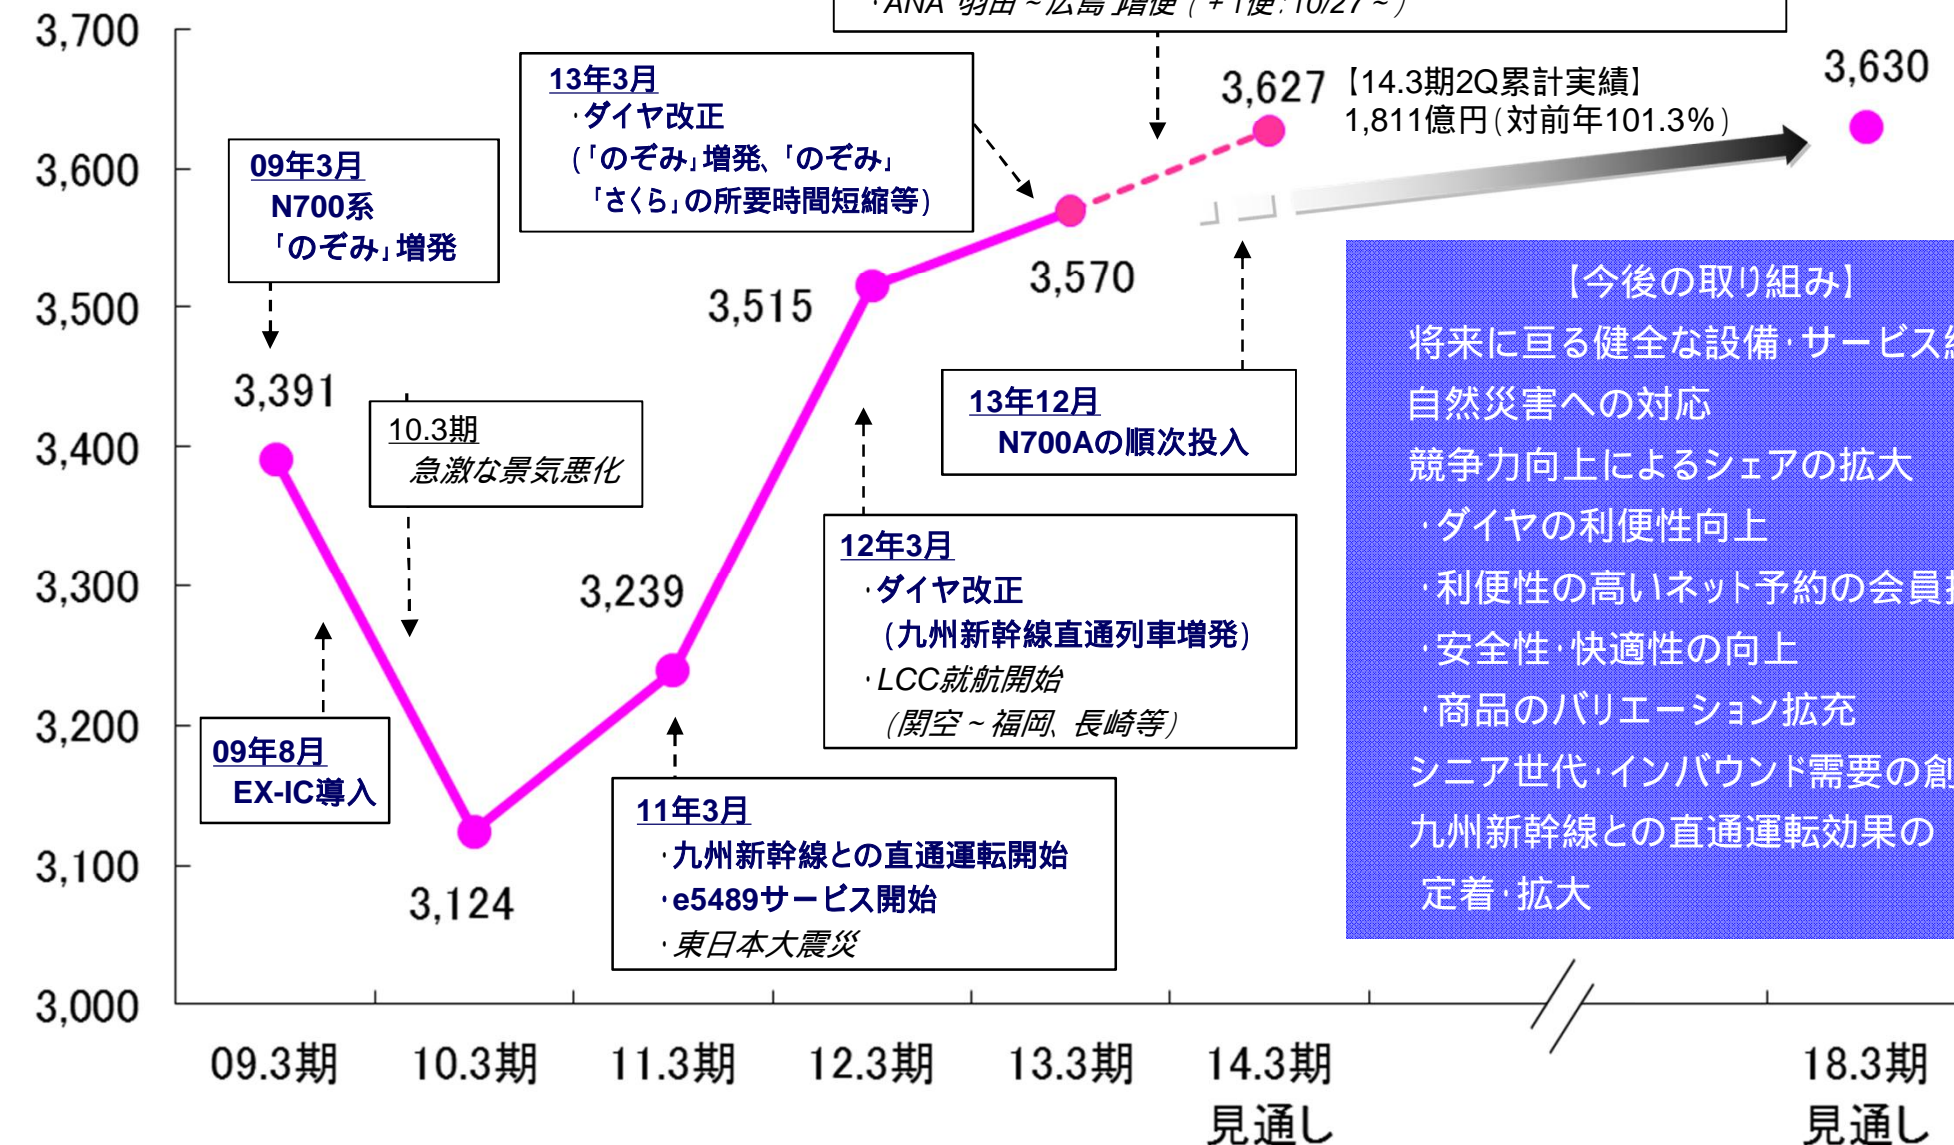 ・ANA 羽田~広島 増便(+1便:10/27~)
3,700
3,600
3,500
3,400
3,300
3,200
3,100
3,000
09年3月
N700系
「のぞみ」増発
13年3月
・ダイヤ改正
(「のぞみ」増発、「のぞみ」
「さくら」の所要時間短縮等)
3,627
【14.3期2Q累計実績】
1,811億円(対前年101.3%)
3,630
3,391
3,515
3,570
10.3期
急激な景気悪化
13年12月
N700Aの順次投入
3,239
12年3月
・ダイヤ改正
(九州新幹線直通列車増発)
・LCC就航開始
(関空~福岡、長崎等)
09年8月
EX-IC導入
3,124
11年3月
・九州新幹線との直通運転開始
・e5489サービス開始
・東日本大震災
【今後の取り組み】
将来に亘る健全な設備・サービス
自然災害への対応
競争力向上によるシェアの拡大
・ダイヤの利便性向上
・利便性の高いネット予約の会員
・安全性・快適性の向上
・商品のバリエーション拡充
シニア世代・インバウンド需要の創
九州新幹線との直通運転効果の
定着・拡大
09.3期
10.3期
11.3期
12.3期
13.3期
14.3期
見通し
18.3期
見通し